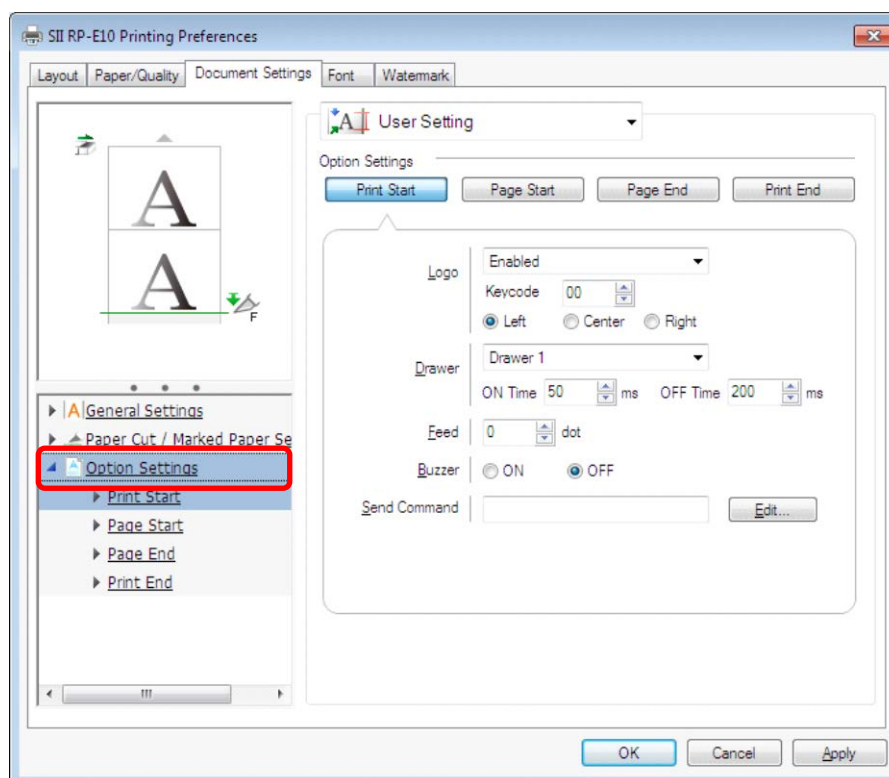 SII RP-E10 Printing Preferences
Layout Paper/Quality Document Settings Font Watermark
A
A
F
General Settings
Paper Cut / Marked Paper Se
Option Settings
Print Start
Page Start
Page End
Print End
A User Setting
Option Settings
Print Start Page Start Page End Print End
Logo Enabled
Keycode 00
Left Center Right
Drawer Drawer 1
ON Time 50 ms OFF Time 200 ms
Feed 0 dot
Buzzer ON OFF
Send Command Edit...
OK Cancel Apply